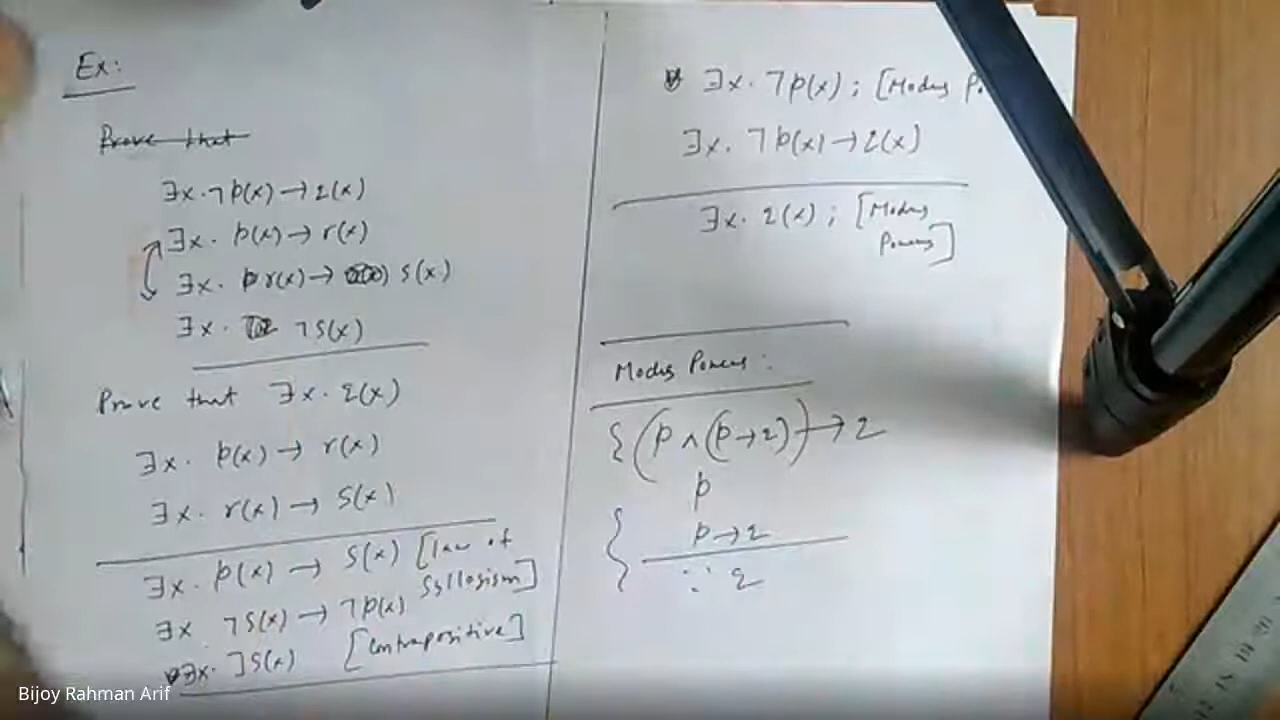 Ex:
Prove that
∃x. ¬p(x) → q(x)
∃x. p(x) → r(x)
∃x. r(x) → s(x)
∃x. ¬s(x)
Prove that ∃x. q(x)
∃x. p(x) → r(x)
∃x. r(x) → s(x)
∃x. p(x) → s(x) [law of
syllogism]
∃x ¬s(x) → ¬p(x)
[contrapositive]
∃x. ¬s(x)
∃x. ¬p(x) ; [Modus
∃x. ¬p(x) → q(x)
∃x. q(x) ; [Modus
Ponens]
Modus Ponens:
{(p ∧ (p→q)) → q
p
p → q
∵ q
Bijoy Rahman Arif